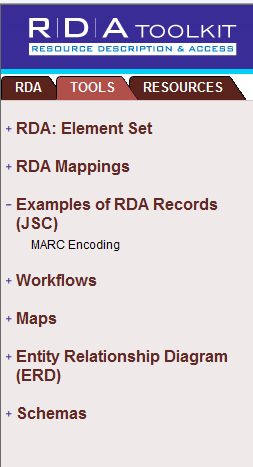 R|D|A TOOLKIT
RESOURCE DESCRIPTION & ACCESS
RDA TOOLS RESOURCES
+ RDA: Element Set
+ RDA Mappings
− Examples of RDA Records
(JSC)
MARC Encoding
+ Workflows
+ Maps
+ Entity Relationship Diagram
(ERD)
+ Schemas